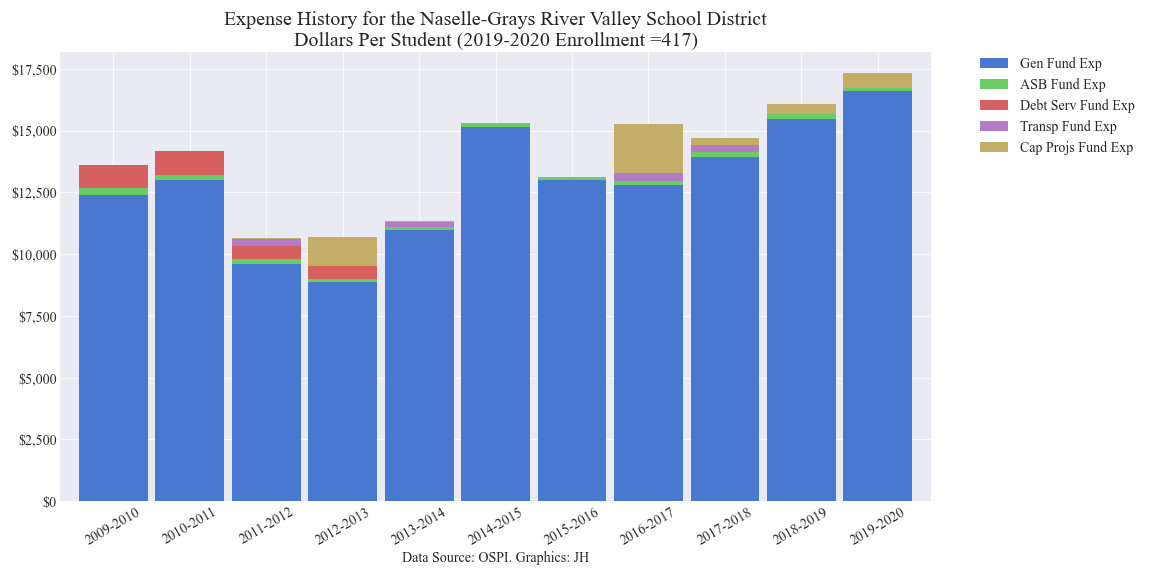 Expense History for the Naselle-Grays River Valley School District
Dollars Per Student (2019-2020 Enrollment =417)
Gen Fund Exp
ASB Fund Exp
Debt Serv Fund Exp
Transp Fund Exp
Cap Projs Fund Exp
$17,500
$15,000
$12,500
$10,000
$7,500
$5,000
$2,500
$0
2009-2010
2010-2011
2011-2012
2012-2013
2013-2014
2014-2015
2015-2016
2016-2017
2017-2018
2018-2019
2019-2020
Data Source: OSPI. Graphics: JH